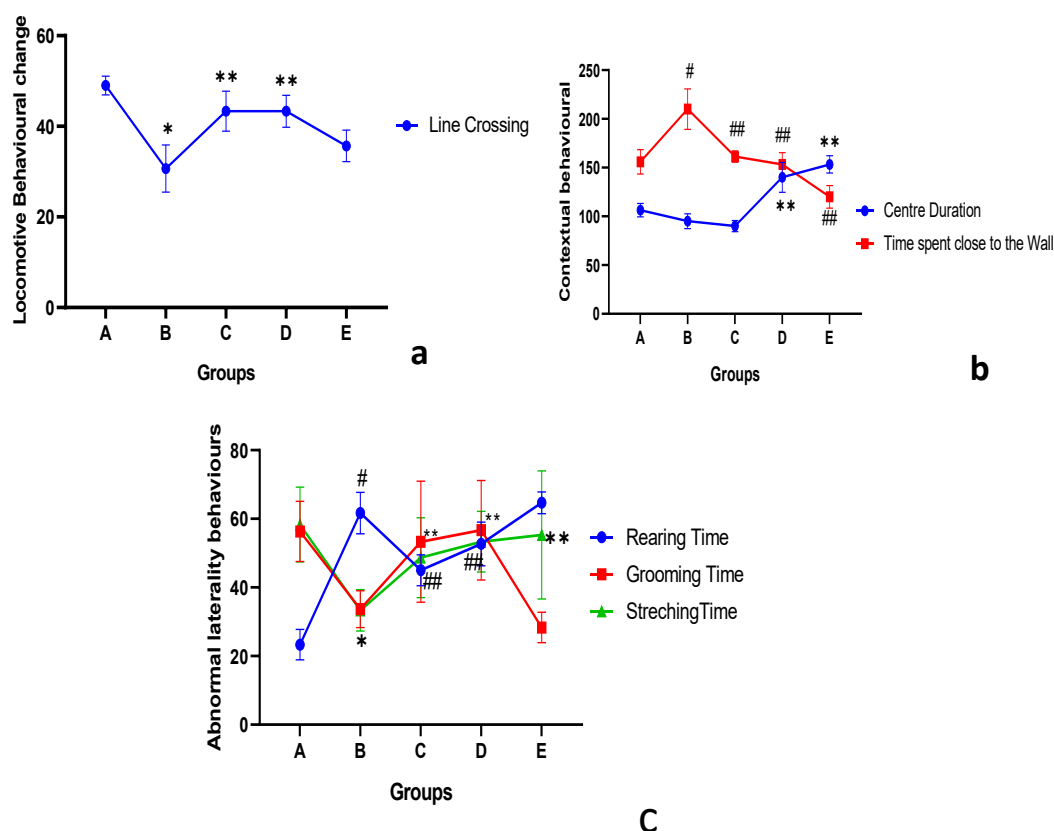 Locomotive Behavioural change
60
40
20
0
*
**
**
Line Crossing
A B C D E
Groups
a
Contextual behavioural
250
200
150
100
50
0
#
##
##
**
**
##
Centre Duration
Time spent close to the Wall
A B C D E
Groups
b
Abnormal laterality behaviours
80
60
40
20
0
#
*
**
##
**
##
**
Rearing Time
Grooming Time
StrechingTime
A B C D E
Groups
C